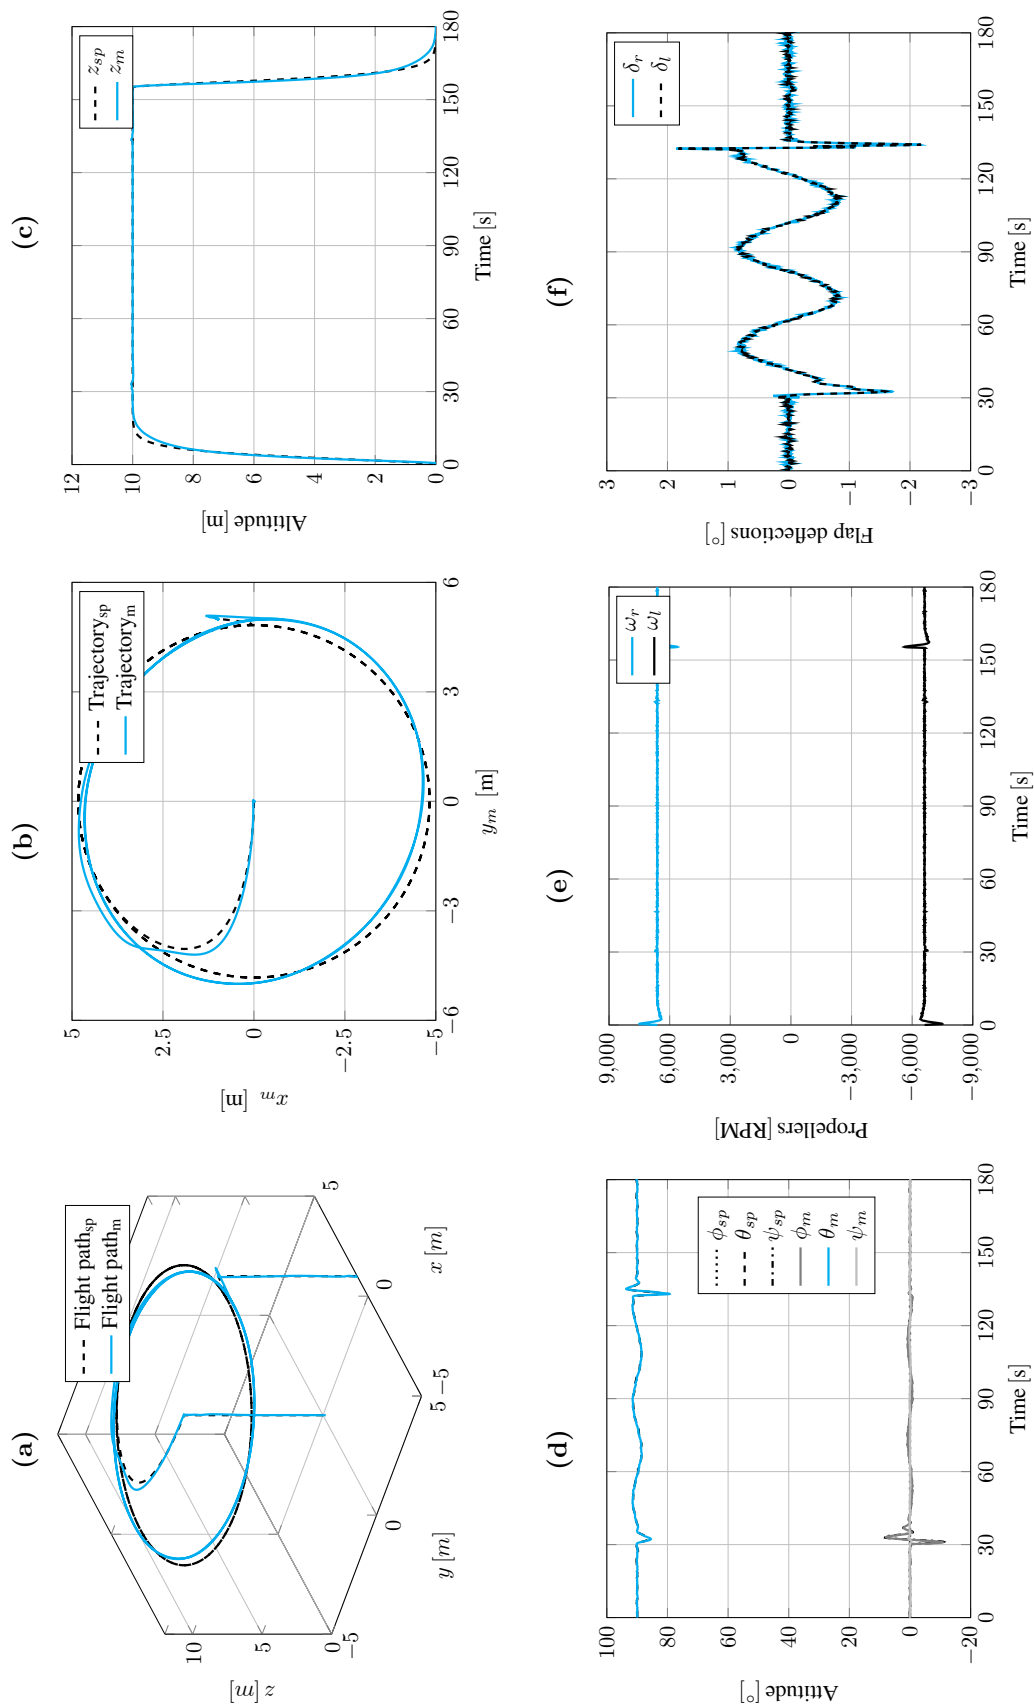 (a)
Flight path_sp
Flight path_m
z [m]
10
5
0
−5
0
5
y [m]
−5
0
5
x [m]
(b)
Trajectory_sp
Trajectory_m
x_m [m]
5
2.5
0
−2.5
−5
−6
−3
0
3
6
y_m [m]
(c)
z_sp
z_m
Altitude [m]
12
10
8
6
4
2
0
0
30
60
90
120
150
180
Time [s]
(d)
ϕ_sp
θ_sp
ψ_sp
ϕ_m
θ_m
ψ_m
Attitude [°]
100
80
60
40
20
0
−20
0
30
60
90
120
150
180
Time [s]
(e)
ω_r
ω_l
Propellers [RPM]
9,000
6,000
3,000
0
−3,000
−6,000
−9,000
0
30
60
90
120
150
180
Time [s]
(f)
δ_r
δ_l
Flap deflections [°]
3
2
1
0
−1
−2
−3
0
30
60
90
120
150
180
Time [s]